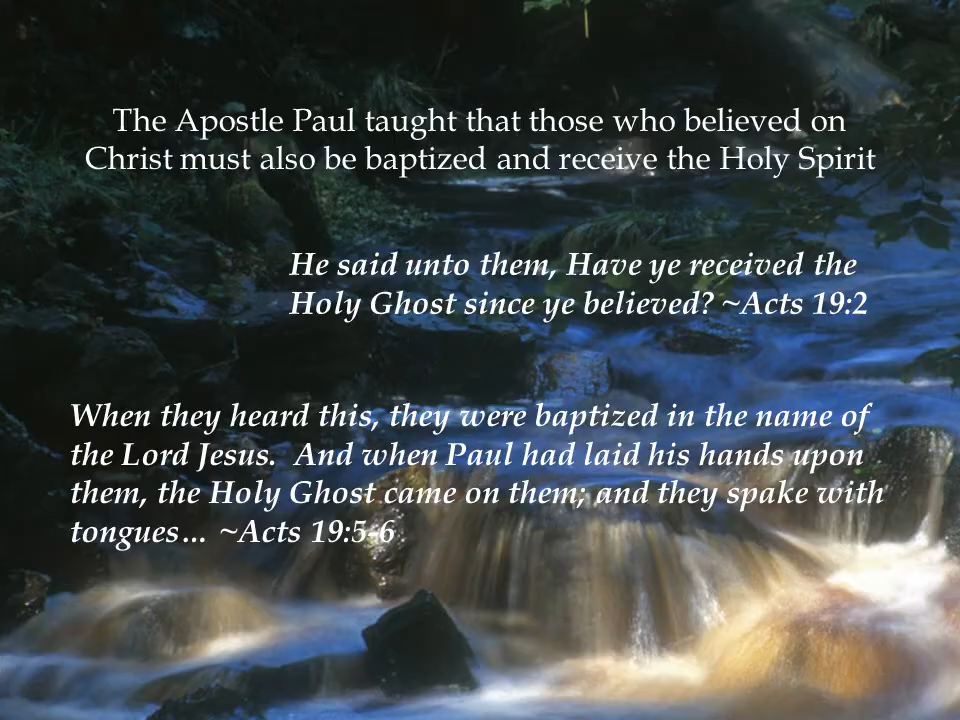 The Apostle Paul taught that those who believed on
Christ must also be baptized and receive the Holy Spirit
He said unto them, Have ye received the
Holy Ghost since ye believed? ~Acts 19:2
When they heard this, they were baptized in the name of
the Lord Jesus.  And when Paul had laid his hands upon
them, the Holy Ghost came on them; and they spake with
tongues… ~Acts 19:5-6